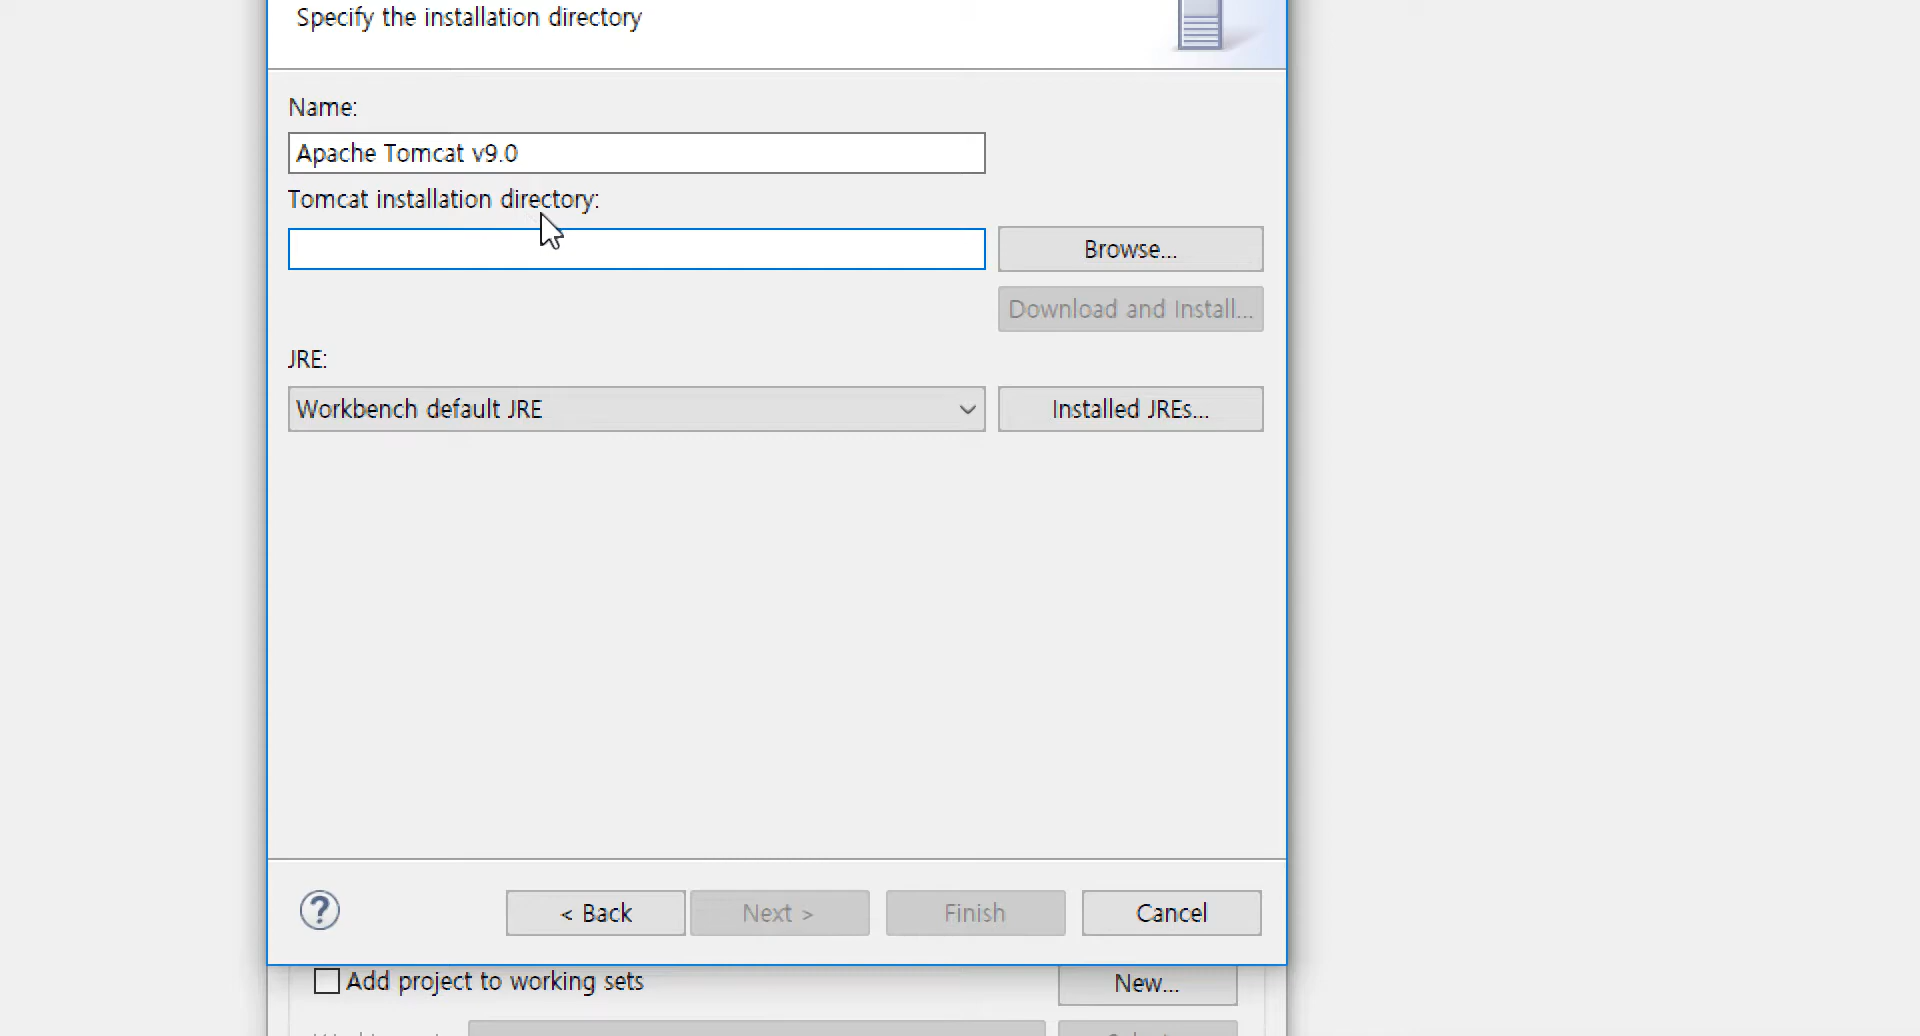 Specify the installation directory
Name:
Apache Tomcat v9.0
Tomcat installation directory:
Browse...
Download and Install...
JRE:
Workbench default JRE
Installed JREs...
?
< Back
Next >
Finish
Cancel
Add project to working sets
New...